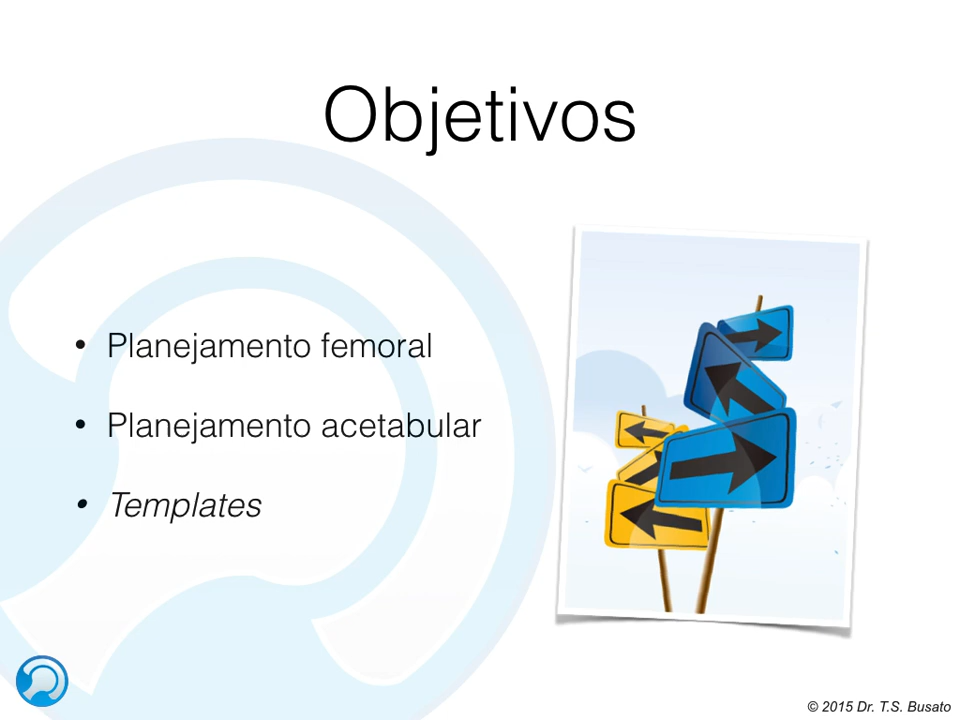 Objetivos
• Planejamento femoral
• Planejamento acetabular
• Templates
© 2015 Dr. T.S. Busato